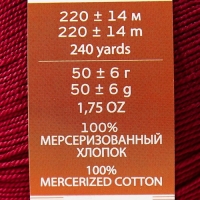 220 ± 14 м
220 ± 14 m
240 yards
50 ± 6 г
50 ± 6 g
1,75 OZ
100%
МЕРСЕРИЗОВАННЫЙ
ХЛОПОК
100%
MERCERIZED COTTON